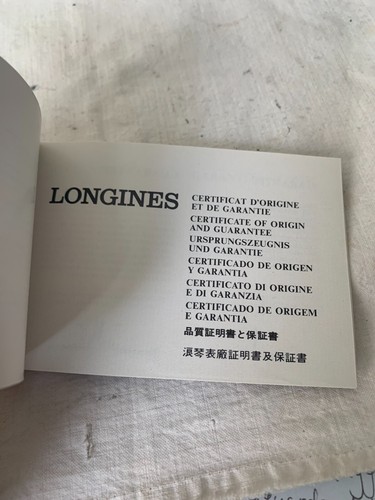 LONGINES
CERTIFICAT D'ORIGINE
ET DE GARANTIE
CERTIFICATE OF ORIGIN
AND GUARANTEE
URSPRUNGSZEUGNIS
UND GARANTIE
CERTIFICADO DE ORIGEN
Y GARANTIA
CERTIFICATO DI ORIGINE
E DI GARANZIA
CERTIFICADO DE ORIGEM
E GARANTIA
品質証明書と保証書
浪琴表廠証明書及保証書